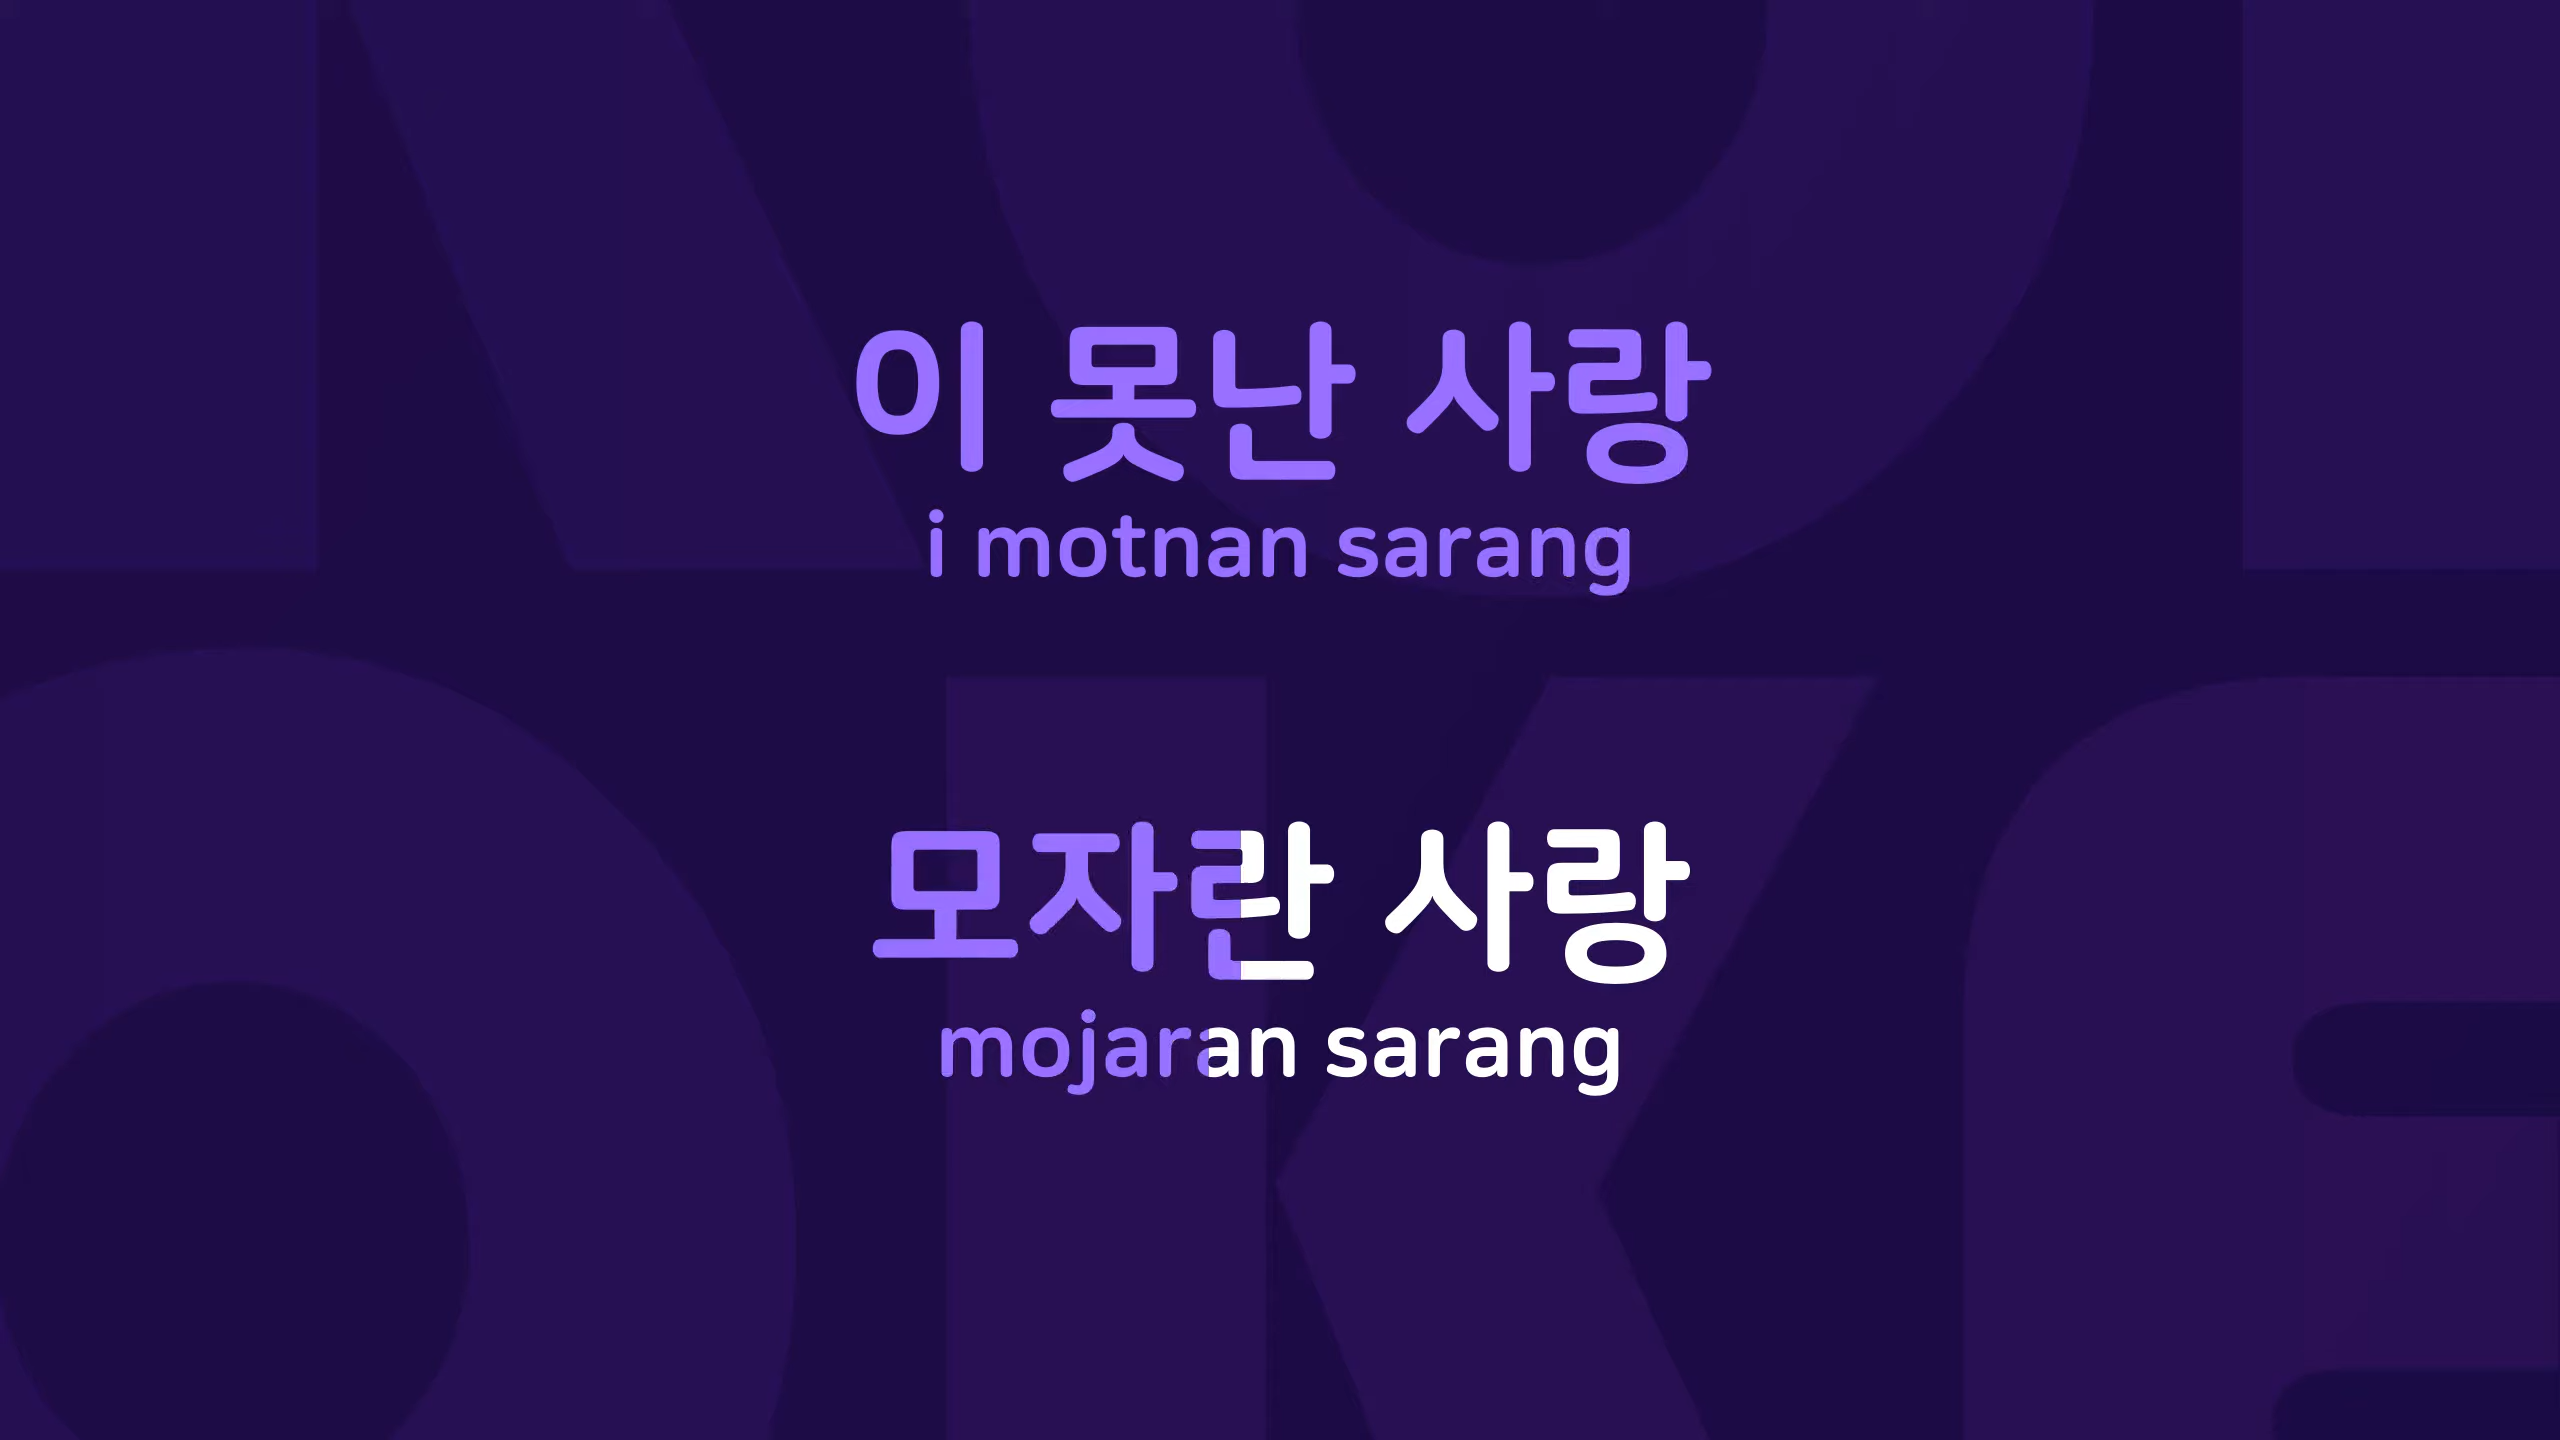 이 못난 사랑
i motnan sarang
모자란 사랑
mojaran sarang